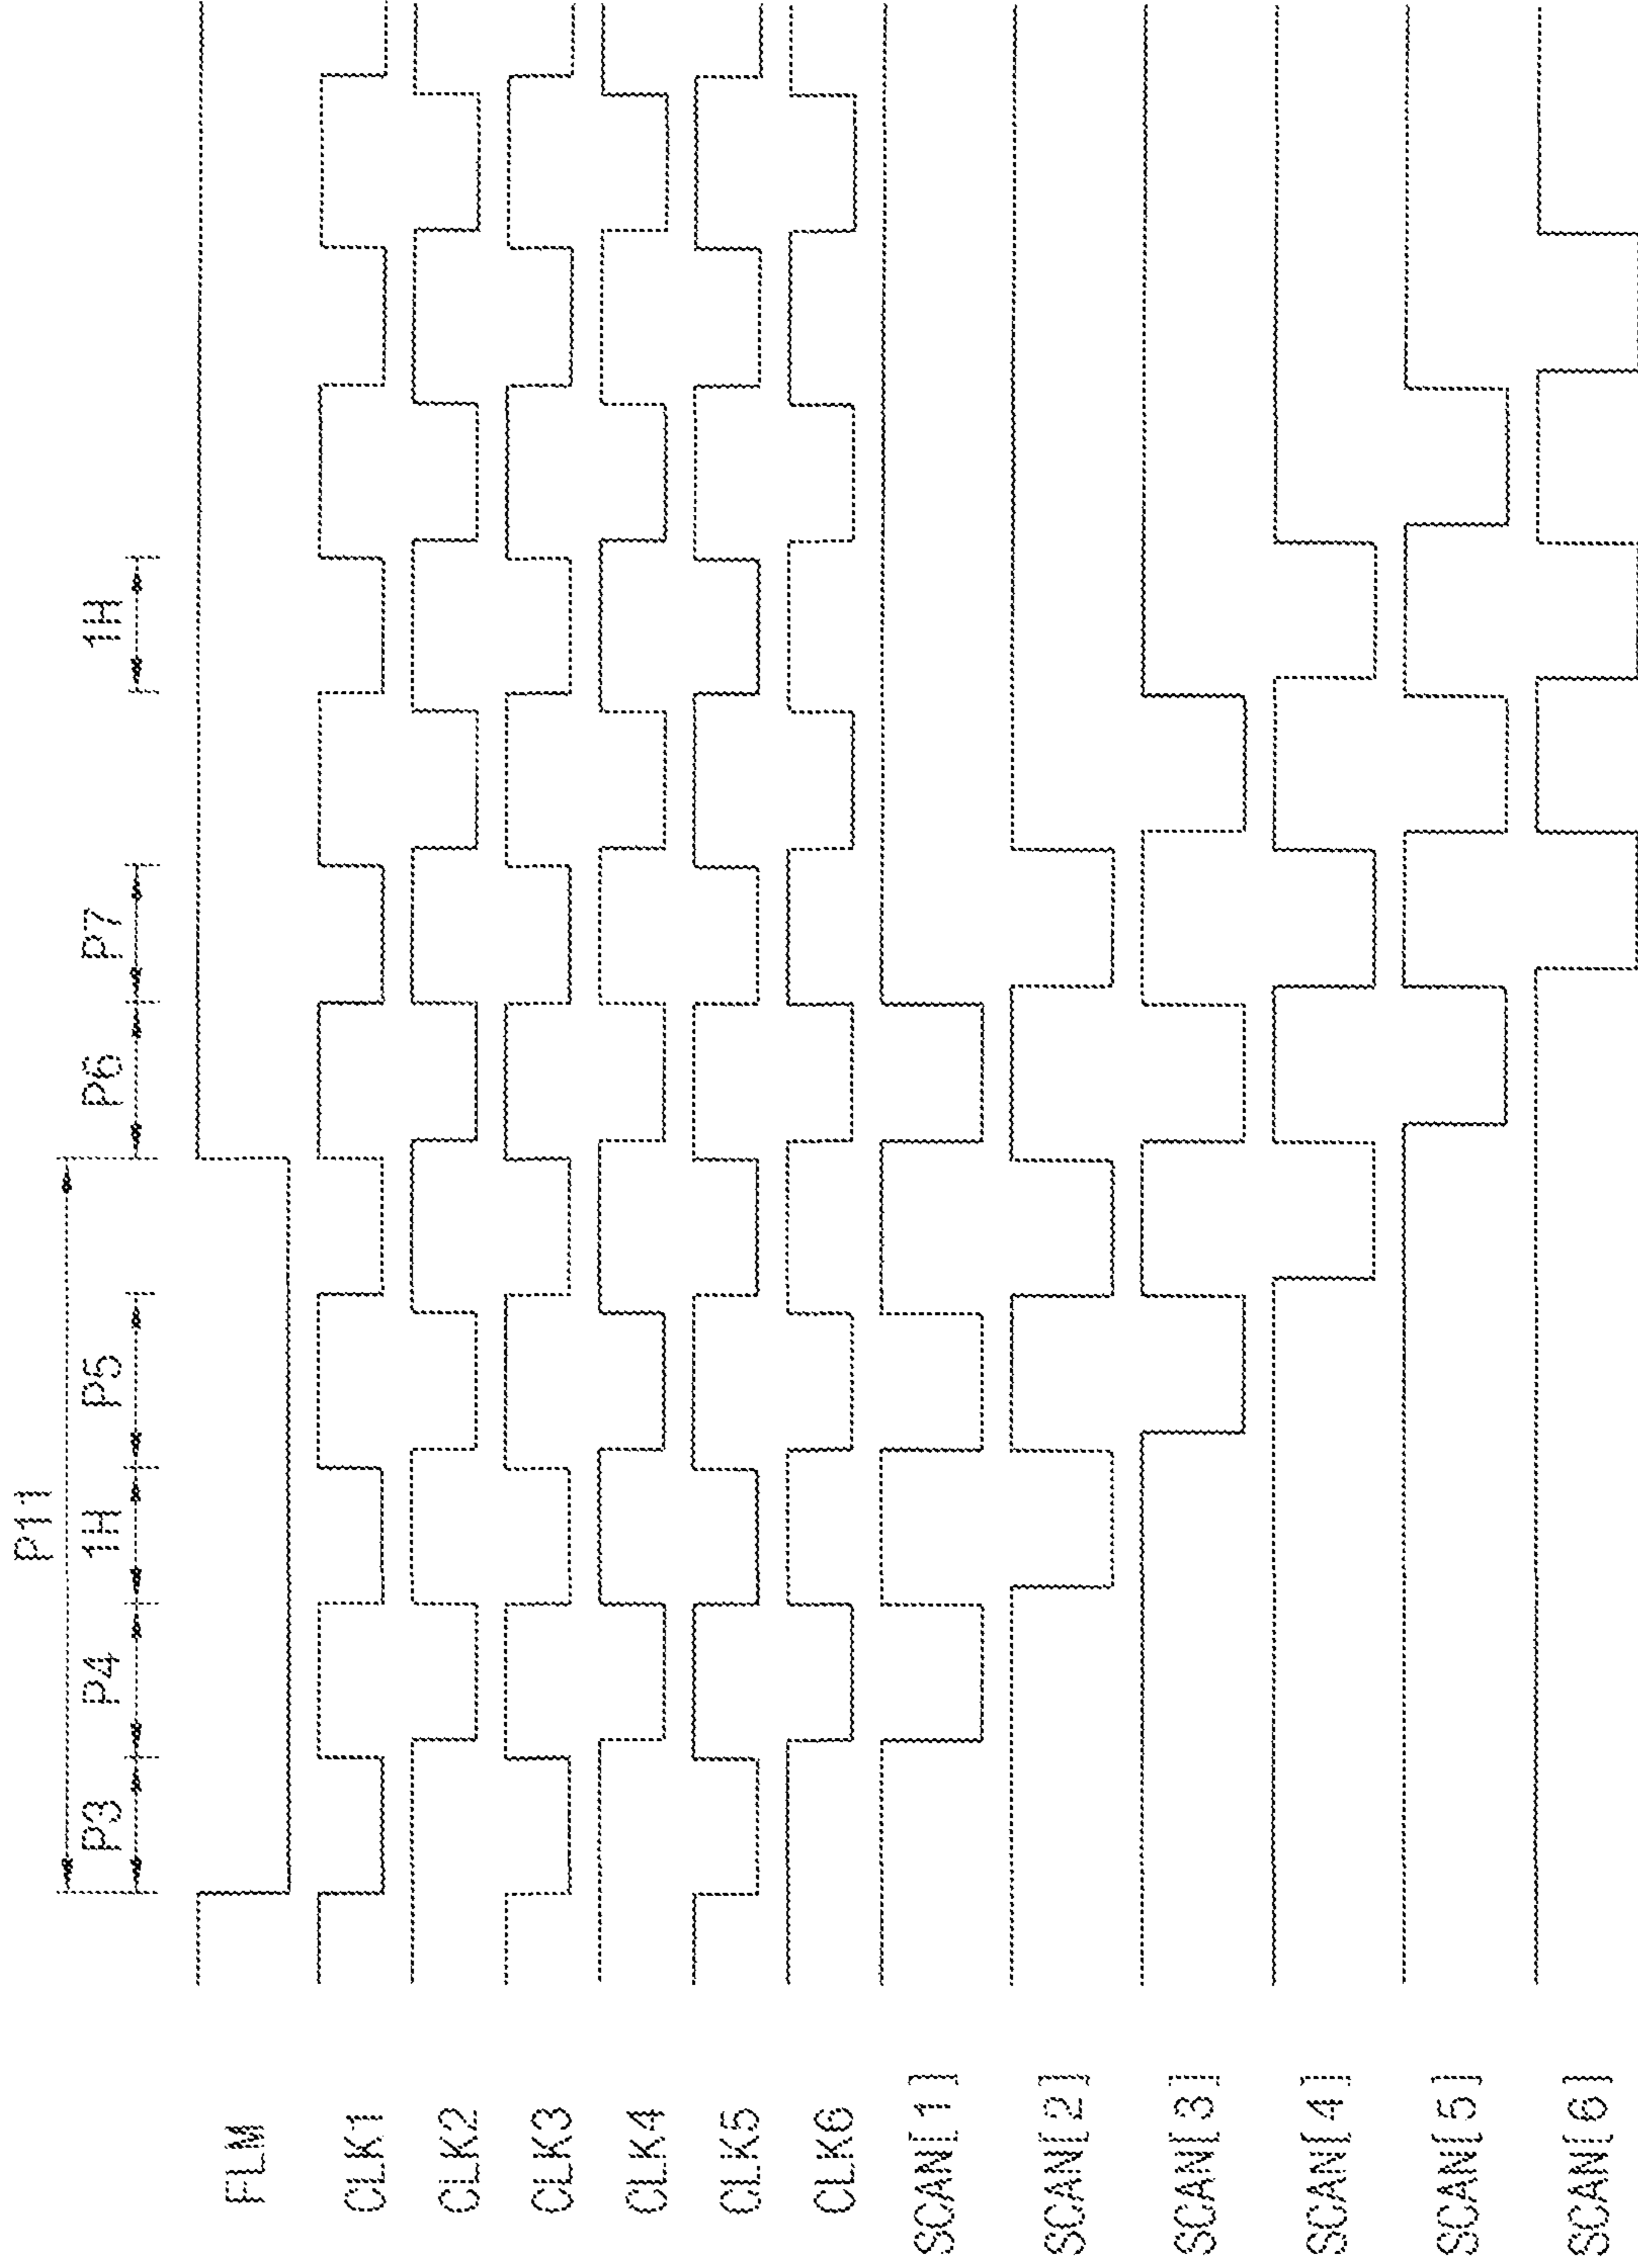 P11
P3 P4 1H P5 P6 P7 1H
FLM
CLK1
CLK2
CLK3
CLK4
CLK5
CLK6
SCAN[1]
SCAN[2]
SCAN[3]
SCAN[4]
SCAN[5]
SCAN[6]